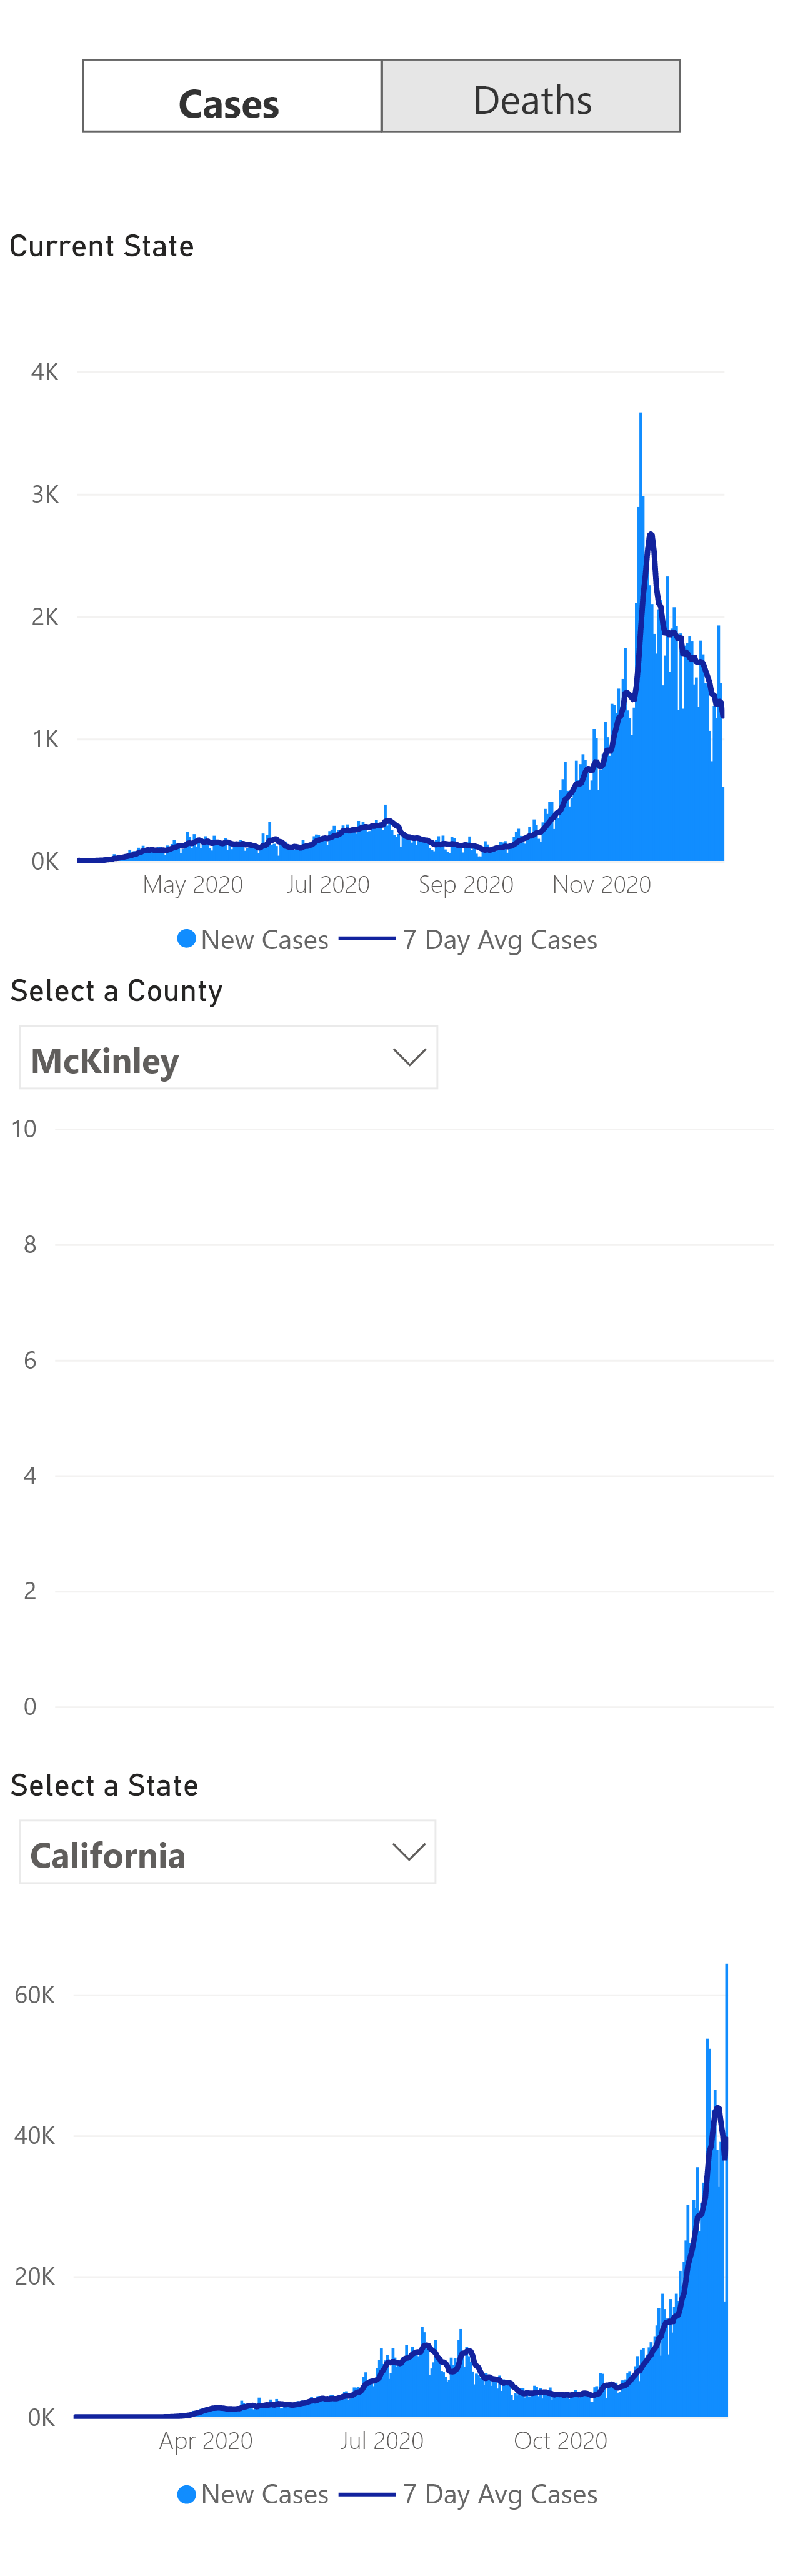 Cases Deaths
Current State
4K
3K
2K
1K
0K
May 2020 Jul 2020 Sep 2020 Nov 2020
New Cases 7 Day Avg Cases
Select a County
McKinley
10
8
6
4
2
0
Select a State
California
60K
40K
20K
0K
Apr 2020 Jul 2020 Oct 2020
New Cases 7 Day Avg Cases